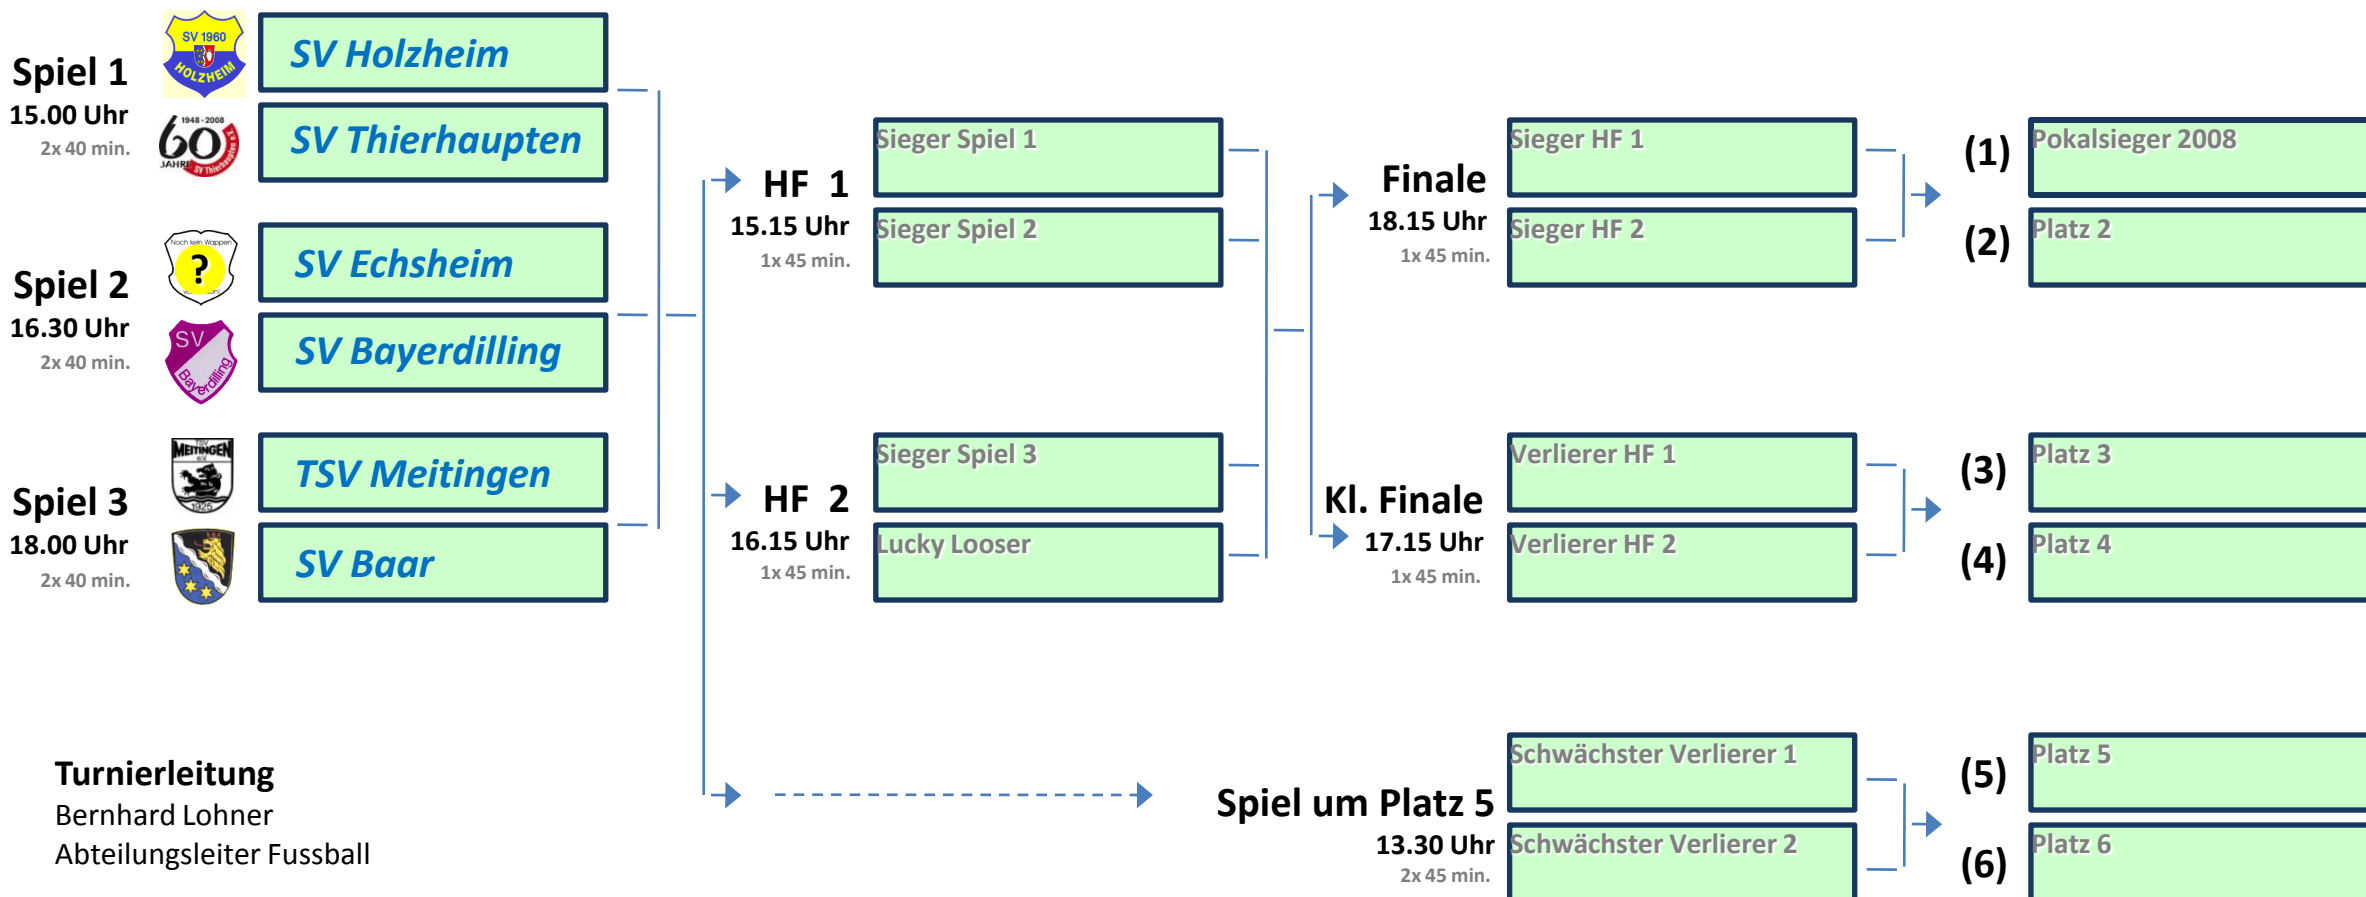 SV 1960
HOLZHEIM
SV Holzheim
Spiel 1
15.00 Uhr
2x 40 min.
1948 - 2008
60
JAHRE
SV Thierhaupten e.V.
SV Thierhaupten
Noch kein Wappen
?
SV Echsheim
Spiel 2
16.30 Uhr
2x 40 min.
SV
Bayerdilling
SV Bayerdilling
TSV
MEITINGEN
e.V.
1925
TSV Meitingen
Spiel 3
18.00 Uhr
2x 40 min.
SV Baar
HF 1
15.15 Uhr
1x 45 min.
Sieger Spiel 1
Sieger Spiel 2
HF 2
16.15 Uhr
1x 45 min.
Sieger Spiel 3
Lucky Looser
Finale
18.15 Uhr
1x 45 min.
Sieger HF 1
Sieger HF 2
(1)
Pokalsieger 2008
(2)
Platz 2
Kl. Finale
17.15 Uhr
1x 45 min.
Verlierer HF 1
Verlierer HF 2
(3)
Platz 3
(4)
Platz 4
Spiel um Platz 5
13.30 Uhr
2x 45 min.
Schwächster Verlierer 1
Schwächster Verlierer 2
(5)
Platz 5
(6)
Platz 6
Turnierleitung
Bernhard Lohner
Abteilungsleiter Fussball